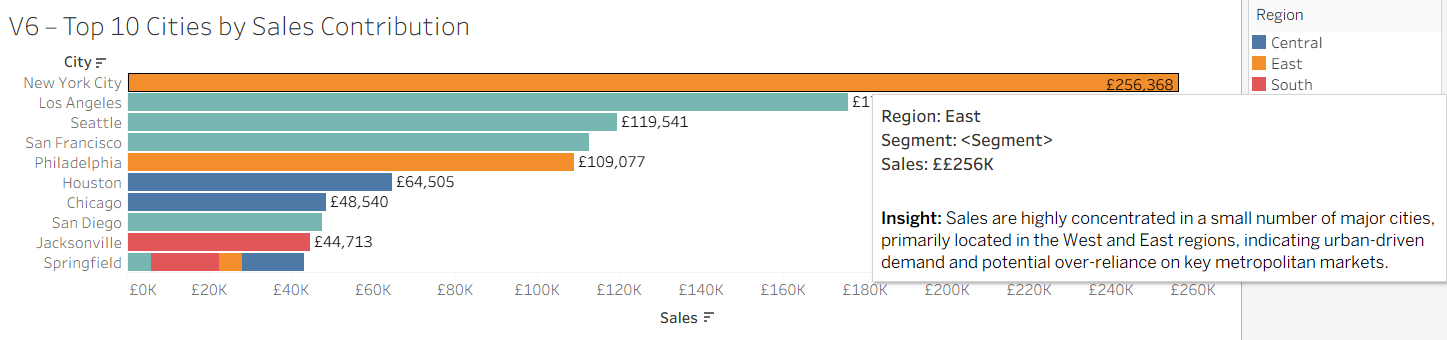 V6 – Top 10 Cities by Sales Contribution
Region
Central
East
South
City
New York City £256,368
Los Angeles
Seattle £119,541
San Francisco
Philadelphia £109,077
Houston £64,505
Chicago £48,540
San Diego
Jacksonville £44,713
Springfield
£0K £20K £40K £60K £80K £100K £120K £140K £160K £180K £200K £220K £240K £260K
Sales
Region: East
Segment: <Segment>
Sales: ££256K
Insight: Sales are highly concentrated in a small number of major cities,
primarily located in the West and East regions, indicating urban-driven
demand and potential over-reliance on key metropolitan markets.